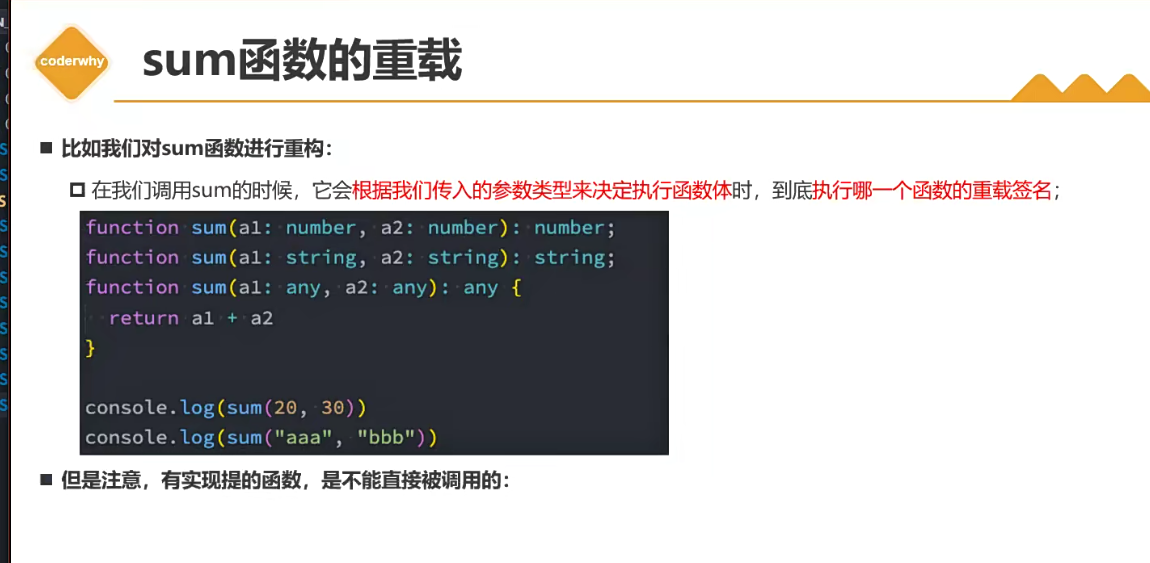 coderwhy
sum函数的重载
比如我们对sum函数进行重构：
在我们调用sum的时候，它会根据我们传入的参数类型来决定执行函数体时，到底执行哪一个函数的重载签名；
function sum(a1: number, a2: number): number;
function sum(a1: string, a2: string): string;
function sum(a1: any, a2: any): any {
return a1 + a2
}
console.log(sum(20, 30))
console.log(sum("aaa", "bbb"))
但是注意，有实现提的函数，是不能直接被调用的：